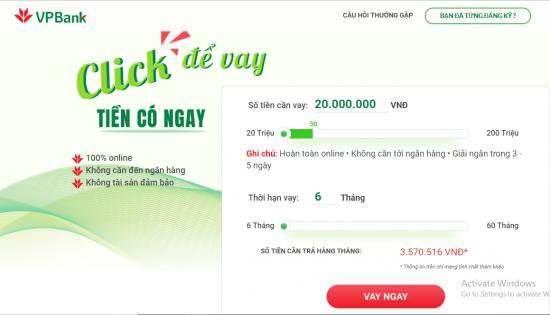 VPBank
CÂU HỎI THƯỜNG GẶP
BẠN ĐÃ TỪNG ĐĂNG KÝ ?
Click để vay
TIỀN CÓ NGAY
100% online
Không cần đến ngân hàng
Không tài sản đảm bảo
Số tiền cần vay: 20.000.000 VNĐ
50
20 Triệu
200 Triệu
Ghi chú: Hoàn toàn online • Không cần tới ngân hàng • Giải ngân trong 3 -
5 ngày
Thời hạn vay: 6 Tháng
6 Tháng
60 Tháng
SỐ TIỀN CẦN TRẢ HÀNG THÁNG:
3.570.516 VNĐ*
* Thông tin trên chỉ mang tính chất tham khảo
VAY NGAY
Activate Windows
Go to Settings to activate W